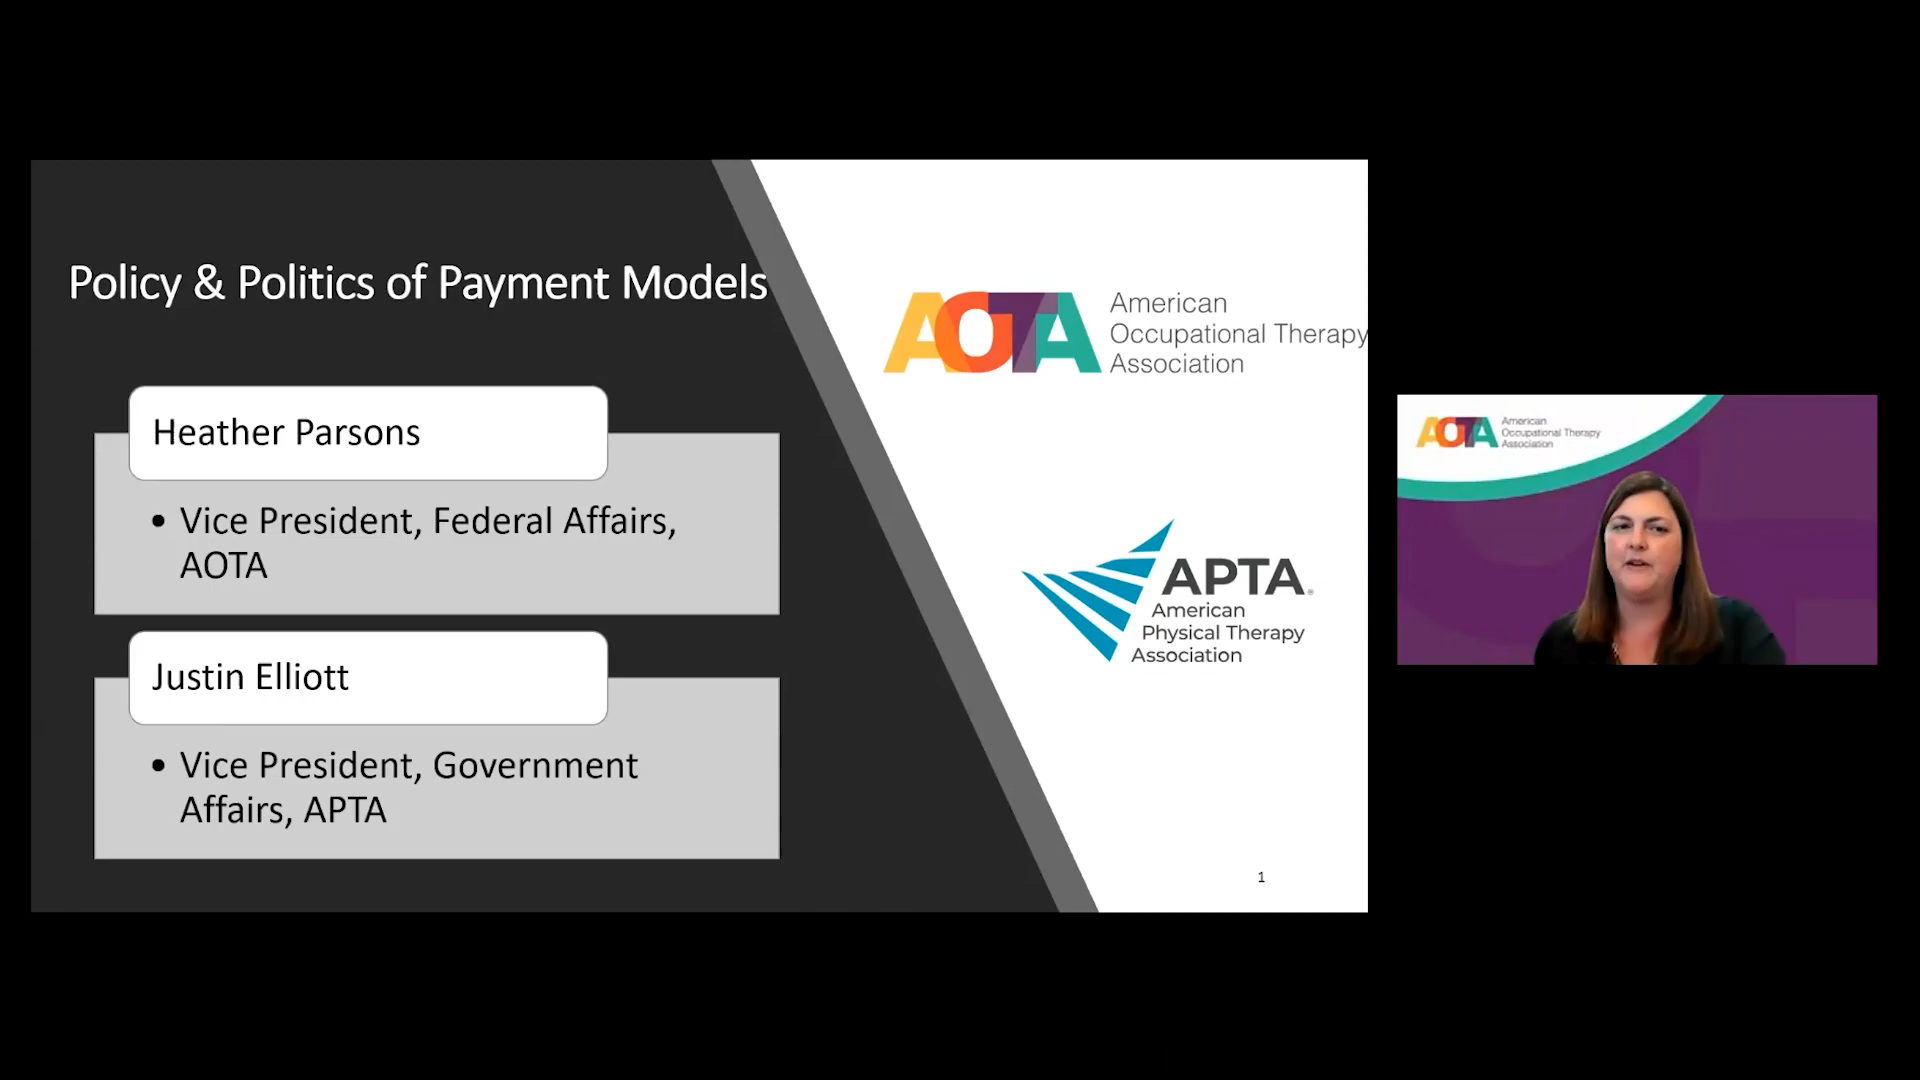 Policy & Politics of Payment Models
Heather Parsons
• Vice President, Federal Affairs,
AOTA
Justin Elliott
• Vice President, Government
Affairs, APTA
AOTA
American
Occupational Therapy
Association
APTA®
American
Physical Therapy
Association
1
AOTA
American
Occupational Therapy
Association